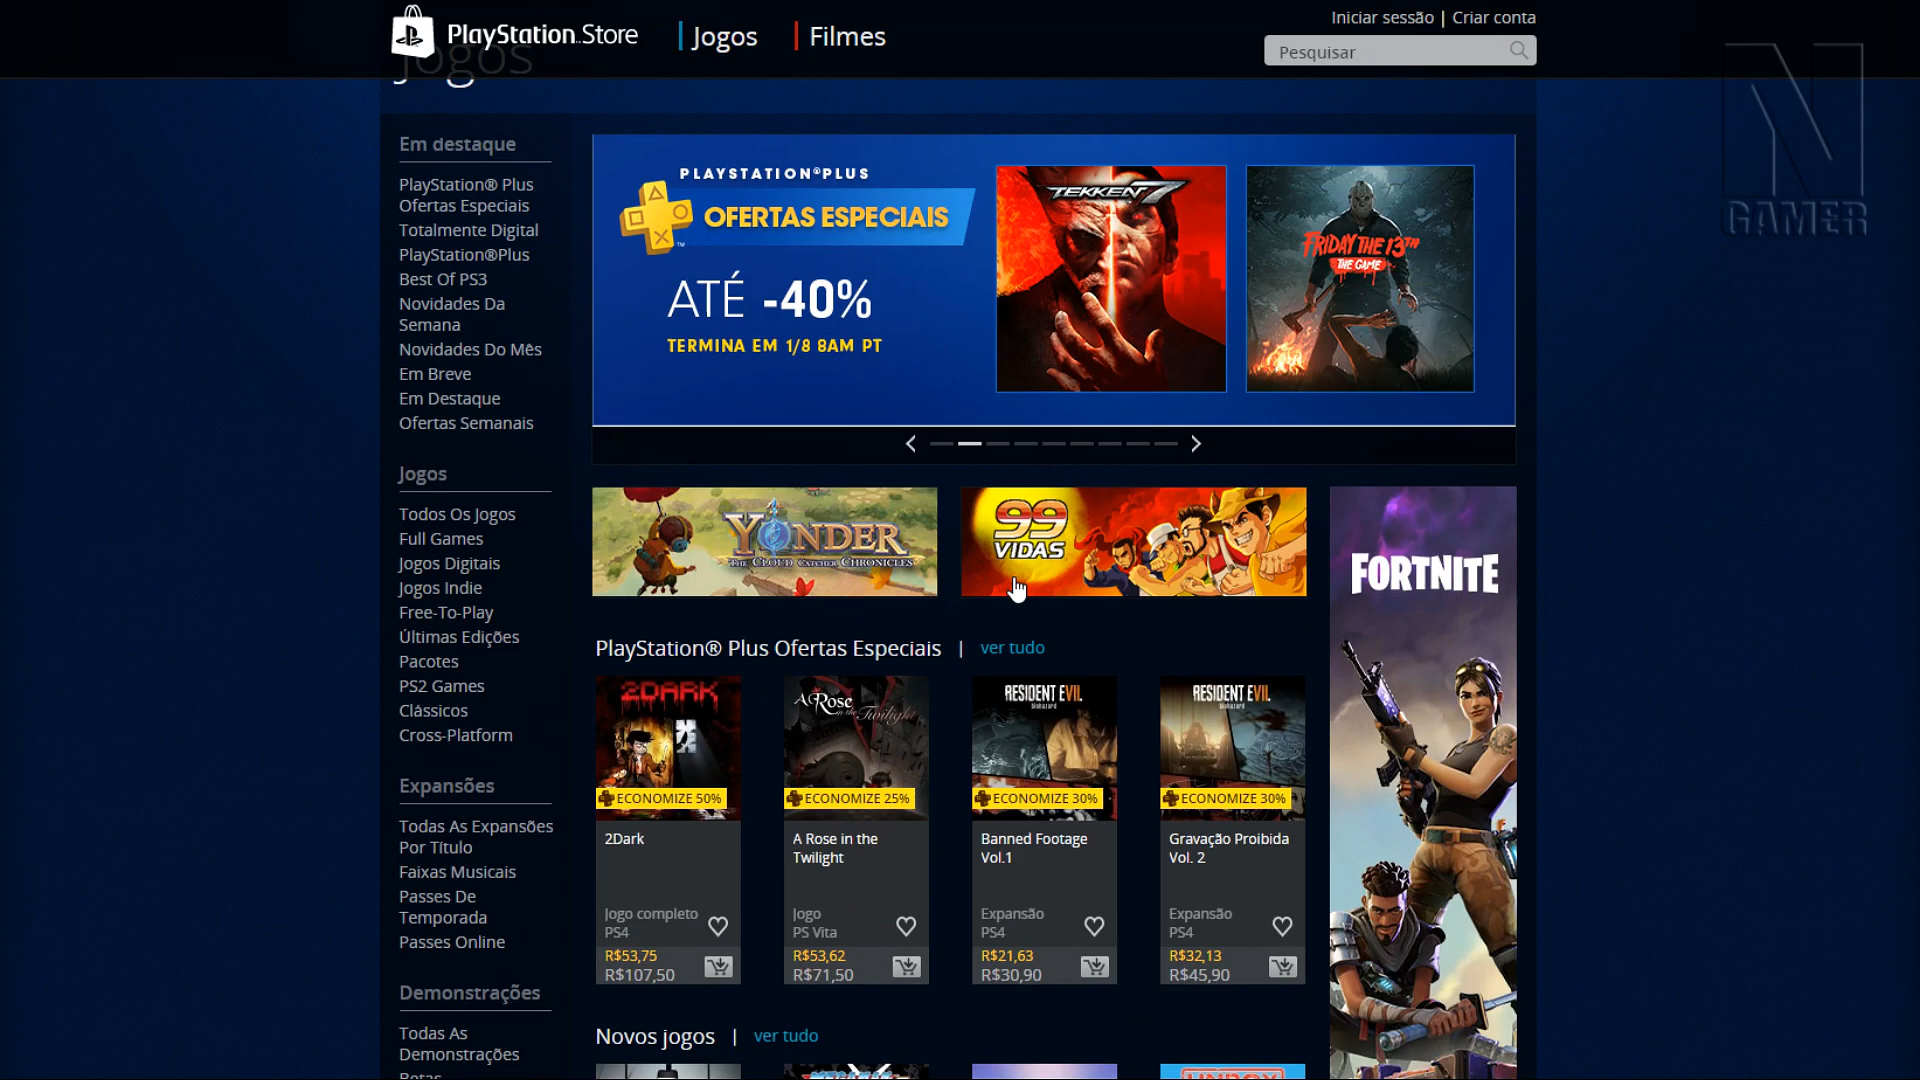 PlayStation Store
Jogos
Filmes
Iniciar sessão | Criar conta
Pesquisar
Jogos
N
GAMER
Em destaque
PlayStation® Plus
Ofertas Especiais
Totalmente Digital
PlayStation®Plus
Best Of PS3
Novidades Da
Semana
Novidades Do Mês
Em Breve
Em Destaque
Ofertas Semanais
Jogos
Todos Os Jogos
Full Games
Jogos Digitais
Jogos Indie
Free-To-Play
Últimas Edições
Pacotes
PS2 Games
Clássicos
Cross-Platform
Expansões
Todas As Expansões
Por Título
Faixas Musicais
Passes De
Temporada
Passes Online
Demonstrações
Todas As
Demonstrações
Betas
PLAYSTATION®PLUS
OFERTAS ESPECIAIS
ATÉ -40%
TERMINA EM 1/8 8AM PT
TEKKEN 7
FRIDAY THE 13TH
THE GAME
YONDER
THE CLOUD CATCHER CHRONICLES
99
VIDAS
FORTNITE
PlayStation® Plus Ofertas Especiais | ver tudo
2DARK
ECONOMIZE 50%
2Dark
Jogo completo
PS4
R$53,75
R$107,50
A Rose
in the Twilight
ECONOMIZE 25%
A Rose in the
Twilight
Jogo
PS Vita
R$53,62
R$71,50
RESIDENT EVIL
biohazard
ECONOMIZE 30%
Banned Footage
Vol.1
Expansão
PS4
R$21,63
R$30,90
RESIDENT EVIL
biohazard
ECONOMIZE 30%
Gravação Proibida
Vol. 2
Expansão
PS4
R$32,13
R$45,90
Novos jogos | ver tudo
UNBOX